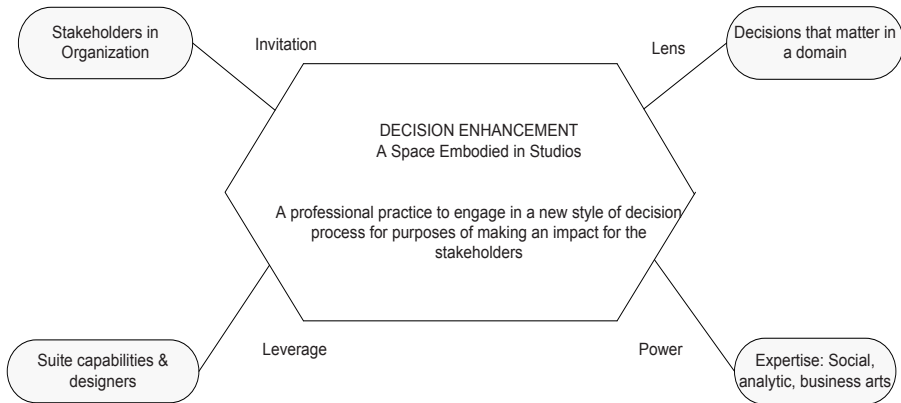 Stakeholders in
Organization
Invitation
Lens
Decisions that matter in
a domain
DECISION ENHANCEMENT
A Space Embodied in Studios
A professional practice to engage in a new style of decision
process for purposes of making an impact for the
stakeholders
Suite capabilities &
designers
Leverage
Power
Expertise: Social,
analytic, business arts